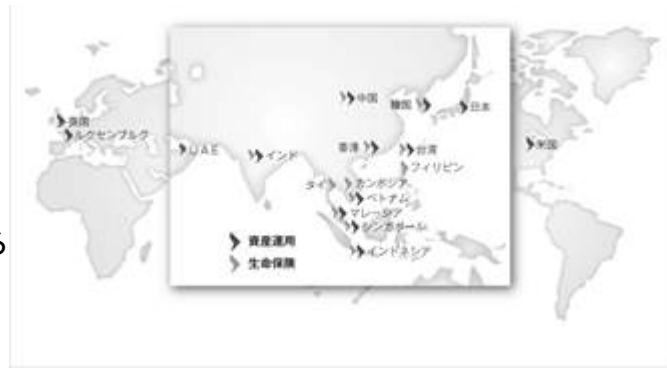 中国
韓国
日本
英国
ルクセンブルク
UAE
インド
香港
台湾
米国
フィリピン
タイ
カンボジア
ベトナム
マレーシア
シンガポール
インドネシア
資産運用
生命保険
る